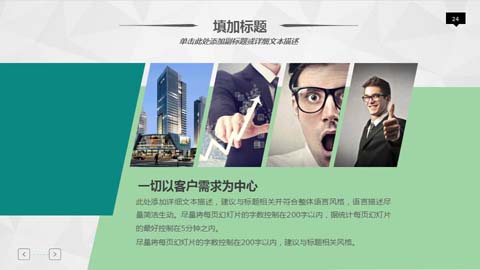 填加标题
单击此处添加副标题或详细文本描述
24
一切以客户需求为中心
此处添加详细文本描述，建议与标题相关并符合整体语言风格，语言描述尽
量简洁生动。尽量将每页幻灯片的字数控制在200字以内，据统计每页幻灯片
的最好控制在5分钟之内。
尽量将每页幻灯片的字数控制在200字以内，建议与标题相关风格。